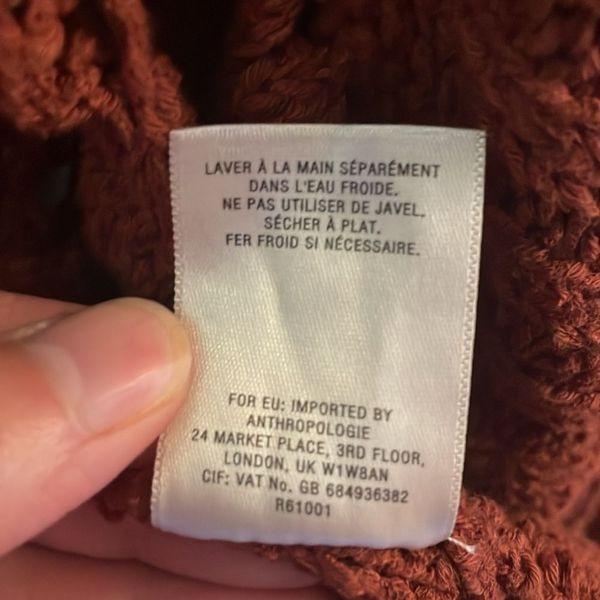 LAVER À LA MAIN SÉPARÉMENT
DANS L'EAU FROIDE.
NE PAS UTILISER DE JAVEL.
SÉCHER À PLAT.
FER FROID SI NÉCESSAIRE.
FOR EU: IMPORTED BY
ANTHROPOLOGIE
24 MARKET PLACE, 3RD FLOOR,
LONDON, UK W1W8AN
CIF: VAT No. GB 684936382
R61001